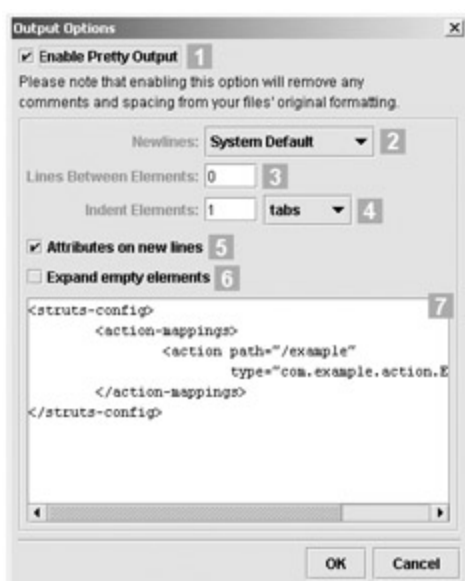 Output Options
Enable Pretty Output 1
Please note that enabling this option will remove any
comments and spacing from your files' original formatting.
Newlines: System Default 2
Lines Between Elements: 0 3
Indent Elements: 1 tabs 4
Attributes on new lines 5
Expand empty elements 6
7
<struts-config>
<action-mappings>
<action path="/example"
type="com.example.action.E
</action-mappings>
</struts-config>
OK Cancel